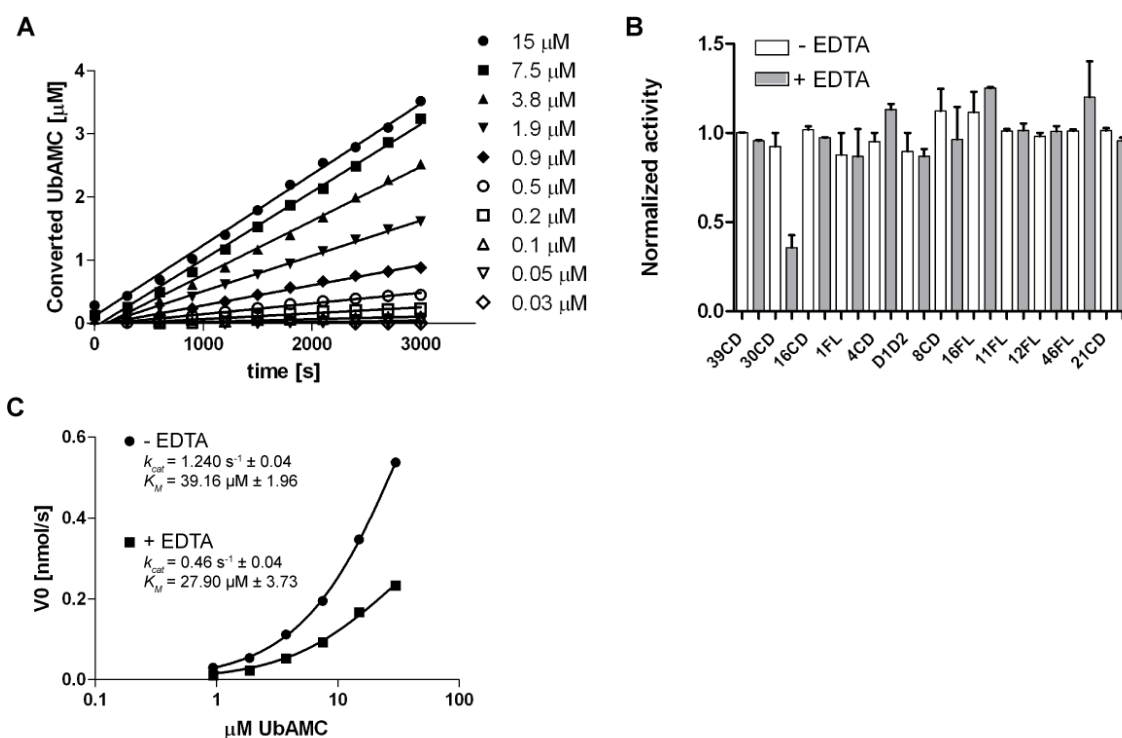 A
Converted UbAMC [µM]
4
3
2
1
0
0
1000
2000
3000
time [s]
15 µM
7.5 µM
3.8 µM
1.9 µM
0.9 µM
0.5 µM
0.2 µM
0.1 µM
0.05 µM
0.03 µM
B
Normalized activity
1.5
1.0
0.5
0.0
- EDTA
+ EDTA
39CD
30CD
16CD
1FL
4CD
D1D2
8CD
16FL
11FL
12FL
46FL
21CD
C
V0 [nmol/s]
0.6
0.4
0.2
0.0
0.1
1
10
100
µM UbAMC
- EDTA
kcat = 1.240 s⁻¹ ± 0.04
KM = 39.16 µM ± 1.96
+ EDTA
kcat = 0.46 s⁻¹ ± 0.04
KM = 27.90 µM ± 3.73